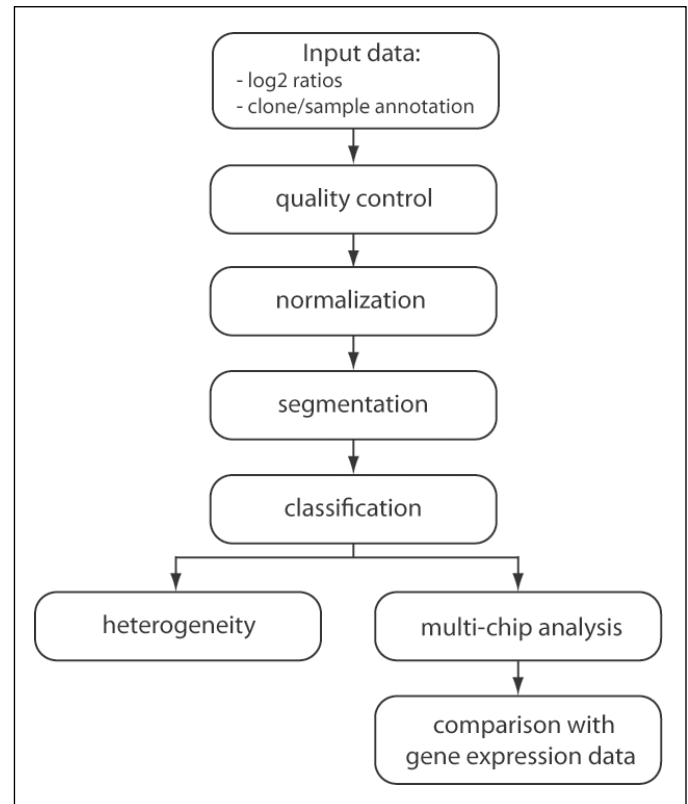 Input data:
- log2 ratios
- clone/sample annotation
quality control
normalization
segmentation
classification
heterogeneity
multi-chip analysis
comparison with
gene expression data